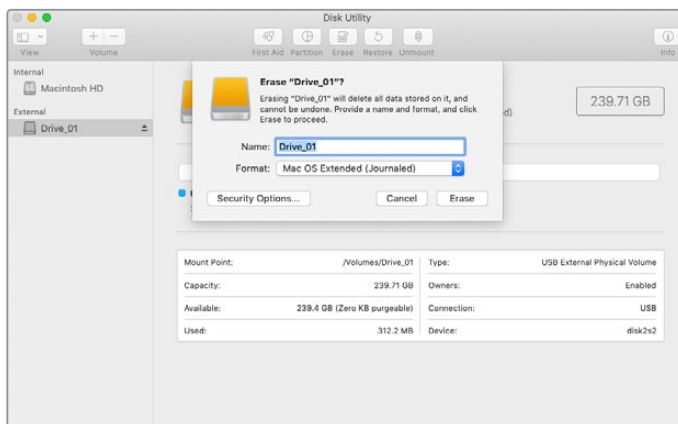 Disk Utility
View
Volume
First Aid
Partition
Erase
Restore
Unmount
Info
Internal
Macintosh HD
External
Drive_01
Erase "Drive_01"?
Erasing "Drive_01" will delete all data stored on it, and
cannot be undone. Provide a name and format, and click
Erase to proceed.
Name: Drive_01
Format: Mac OS Extended (Journaled)
Security Options...
Cancel
Erase
239.71 GB
Mount Point: /Volumes/Drive_01
Type: USB External Physical Volume
Capacity: 239.71 GB
Owners: Enabled
Available: 239.4 GB (Zero KB purgeable)
Connection: USB
Used: 312.2 MB
Device: disk2s2